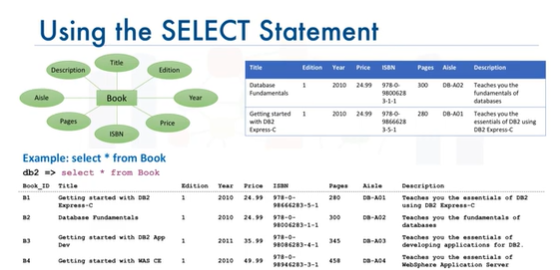 Using the SELECT Statement
Title
Description
Edition
Aisle
Book
Year
Pages
Price
ISBN
Title Edition Year Price ISBN Pages Aisle Description
Database Fundamentals 1 2010 24.99 978-0-9800628 3-1-1 300 DB-A02 Teaches you the fundamentals of databases
Getting started with DB2 Express-C 1 2010 24.99 978-0-9866628 3-5-1 280 DB-A01 Teaches you the essentials of DB2 using DB2 Express-C
Example: select * from Book
db2 => select * from Book
Book_ID Title Edition Year Price ISBN Pages Aisle Description
B1 Getting started with DB2 Express-C 1 2010 24.99 978-0-98666283-5-1 280 DB-A01 Teaches you the essentials of DB2 using DB2 Express-C
B2 Database Fundamentals 1 2010 24.99 978-0-98006283-1-1 300 DB-A02 Teaches you the fundamentals of databases
B3 Getting started with DB2 App Dev 1 2011 35.99 978-0-98086283-4-1 345 DB-A03 Teaches you the essentials of developing applications for DB2.
B4 Getting started with WAS CE 1 2010 49.99 978-0-98946283-3-1 458 DB-A04 Teaches you the essentials of WebSphere Application Server